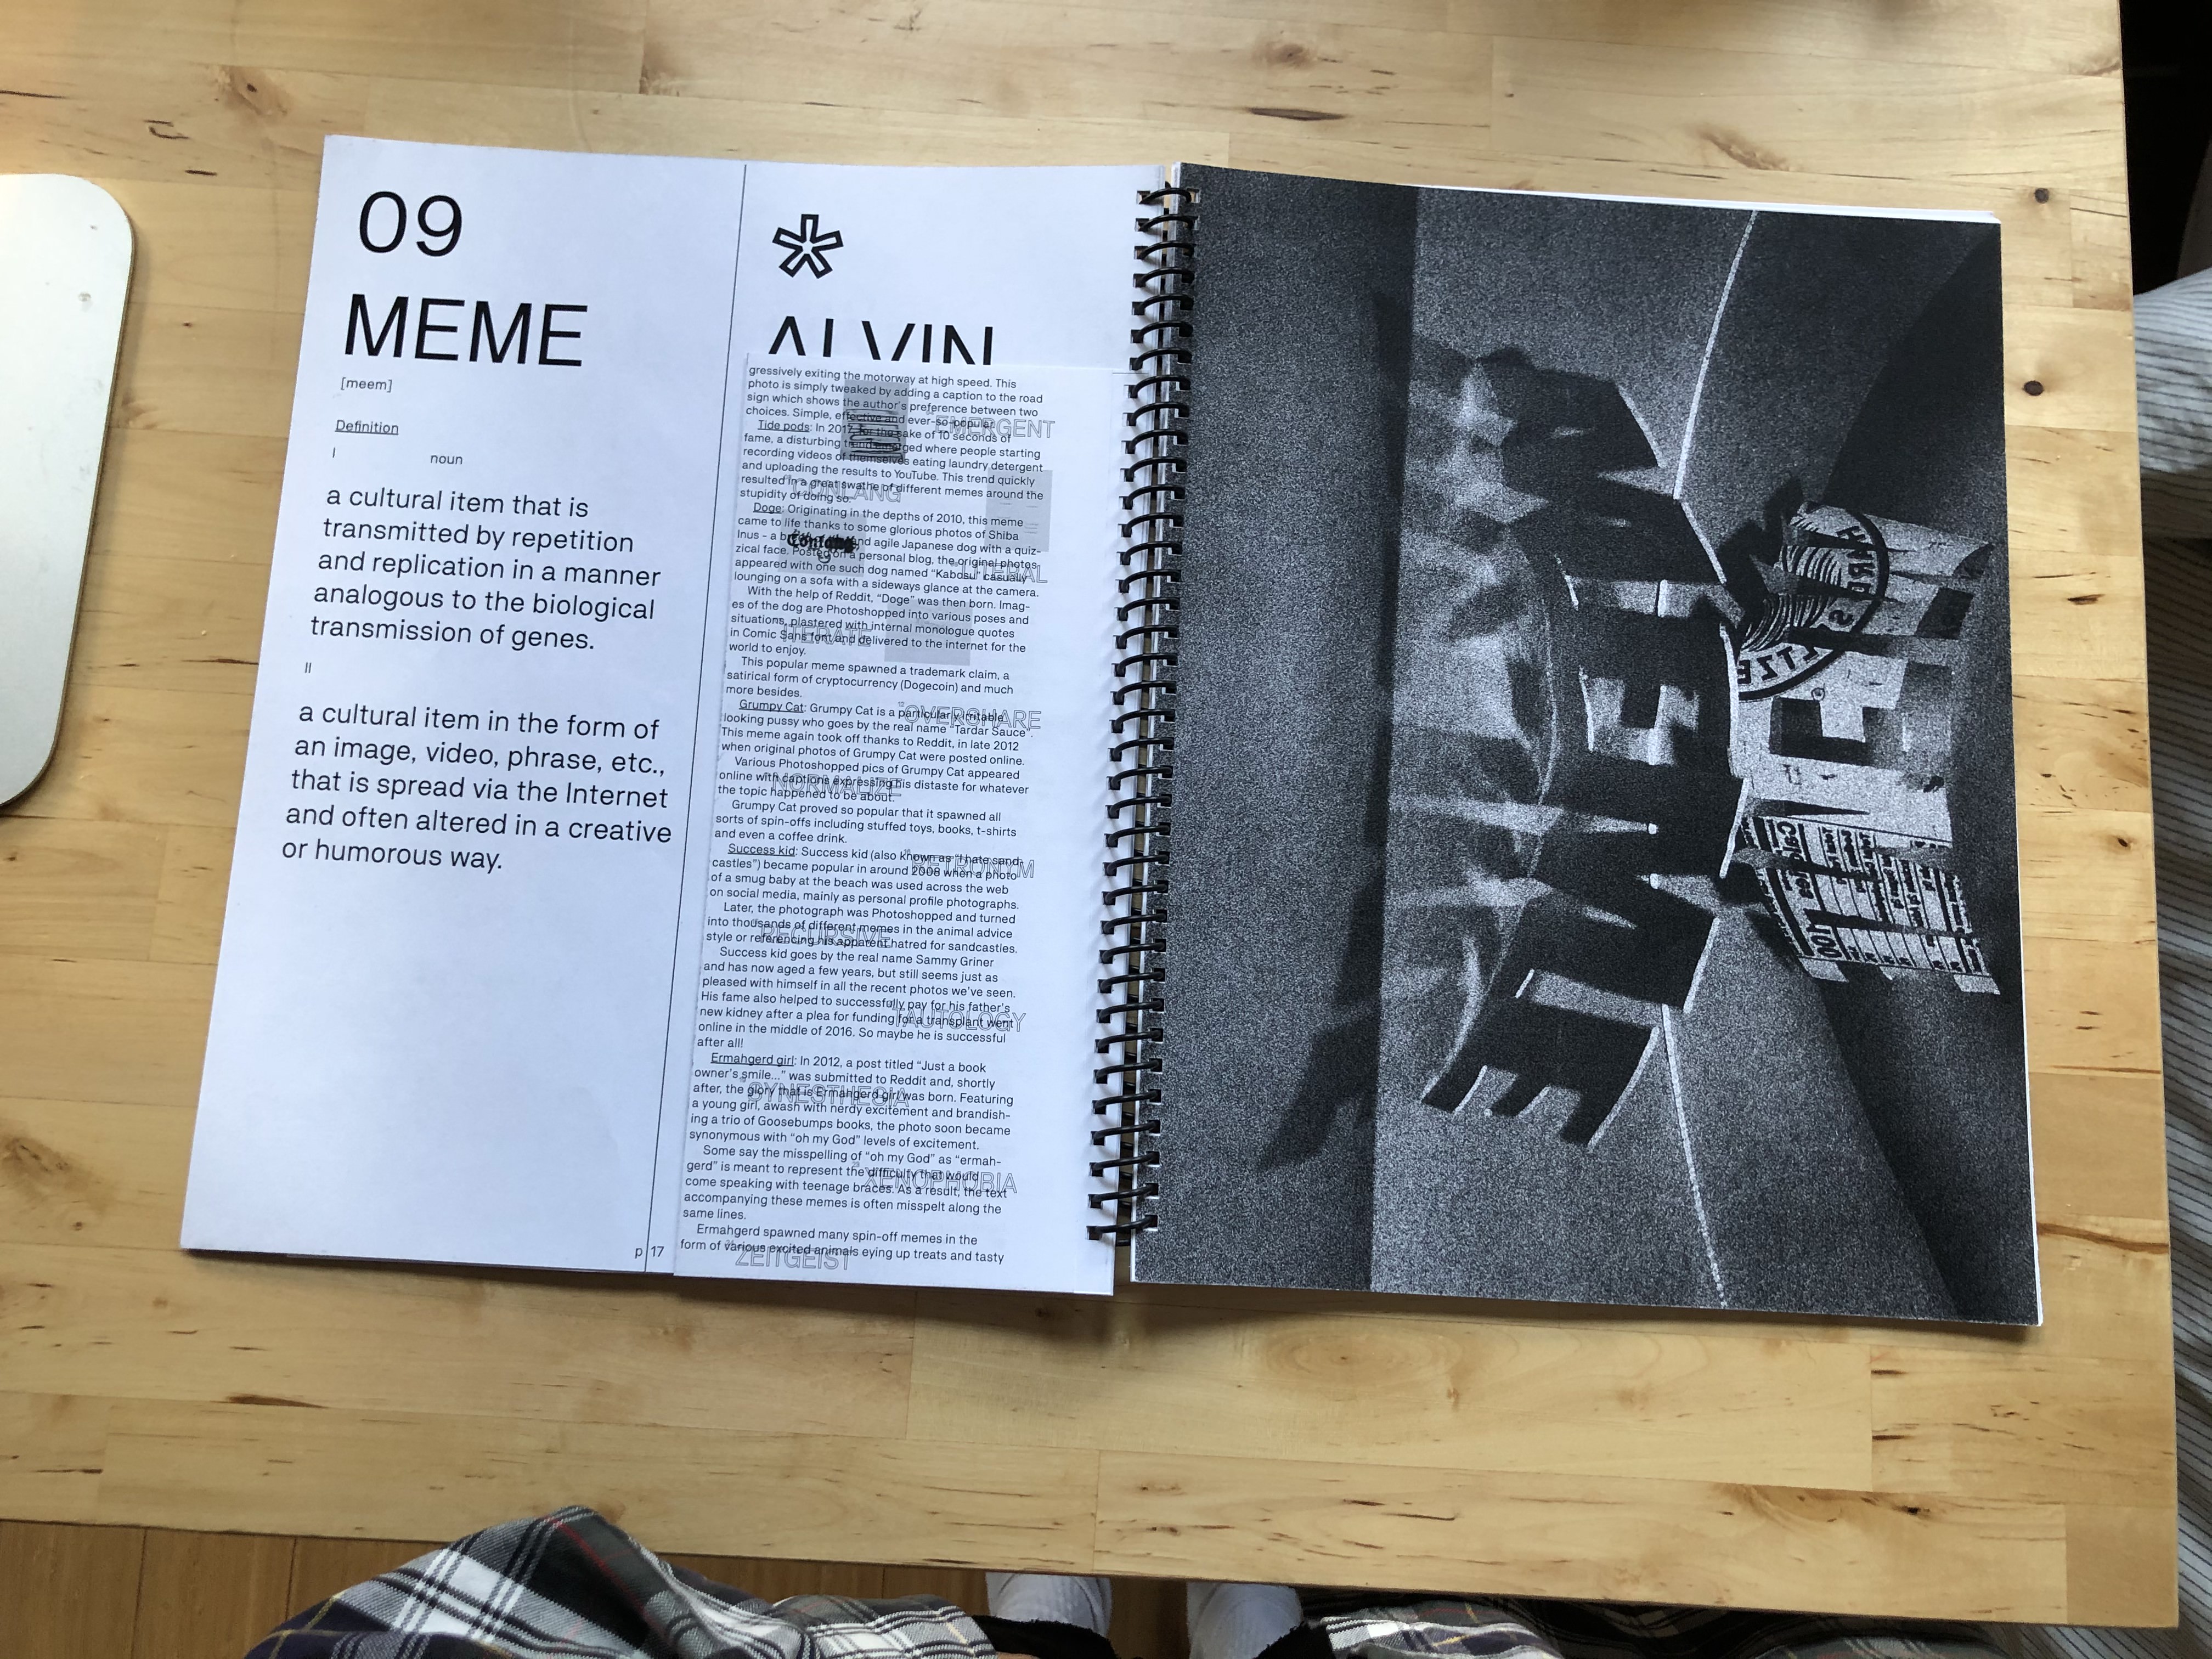 09
MEME
[meem]
Definition
I
noun
a cultural item that is
transmitted by repetition
and replication in a manner
analogous to the biological
transmission of genes.
II
a cultural item in the form of
an image, video, phrase, etc.,
that is spread via the Internet
and often altered in a creative
or humorous way.
p 17
*
gressively exiting the motorway at high speed. This
photo is simply tweaked by adding a caption to the road
sign which shows the author's preference between two
choices. Simple, effective and ever-so popular.
Tide pods: In
fame, a disturbing
recording videos of themselves eating laundry detergent
and uploading the results to YouTube. This trend quickly
resulted in a great swathe of different memes around the
stupidity of doing so.
Doge: Originating in the depths of 2010, this meme
came to life thanks to some glorious photos of Shiba
Inus – a
and agile Japanese dog with a quiz-
zical face
personal blog, the original photos
appeared with one such dog named "Kabosu" casually
lounging on a sofa with a sideways glance at the camera.
With the help of Reddit, "Doge" was then born. Imag-
es of the dog are Photoshopped into various poses and
situations, plastered with internal monologue quotes
in Comic Sans font and delivered to the internet for the
world to enjoy.
This popular meme spawned a trademark claim, a
satirical form of cryptocurrency (Dogecoin) and much
more besides.
Grumpy Cat: Grumpy Cat is a particularly irritable
looking pussy who goes by the real name "Tardar Sauce".
This meme again took off thanks to Reddit, in late 2012
when original photos of Grumpy Cat were posted online.
Various Photoshopped pics of Grumpy Cat appeared
online with captions expressing his distaste for whatever
the topic happened to be about.
Grumpy Cat proved so popular that it spawned all
sorts of spin-offs including stuffed toys, books, t-shirts
and even a coffee drink.
Success kid: Success kid (also known as "I hate sand-
castles") became popular in around 2008 when a photo
of a smug baby at the beach was used across the web
on social media, mainly as personal profile photographs.
Later, the photograph was Photoshopped and turned
into thousands of different memes in the animal advice
style or referencing his apparent hatred for sandcastles.
Success kid goes by the real name Sammy Griner
and has now aged a few years, but still seems just as
pleased with himself in all the recent photos we've seen.
His fame also helped to successfully pay for his father's
new kidney after a plea for funding for a transplant went
online in the middle of 2016. So maybe he is successful
after all!
Ermahgerd girl: In 2012, a post titled "Just a book
owner's smile..." was submitted to Reddit and, shortly
after, the glory that is Ermahgerd girl was born. Featuring
a young girl, awash with nerdy excitement and brandish-
ing a trio of Goosebumps books, the photo soon became
synonymous with "oh my God" levels of excitement.
Some say the misspelling of "oh my God" as "ermah-
gerd" is meant to represent the difficulty that would
come speaking with teenage braces. As a result, the text
accompanying these memes is often misspelt along the
same lines.
Ermahgerd spawned many spin-off memes in the
form of various excited animals eying up treats and tasty
ZEITGEIST
MEME
Calories
100